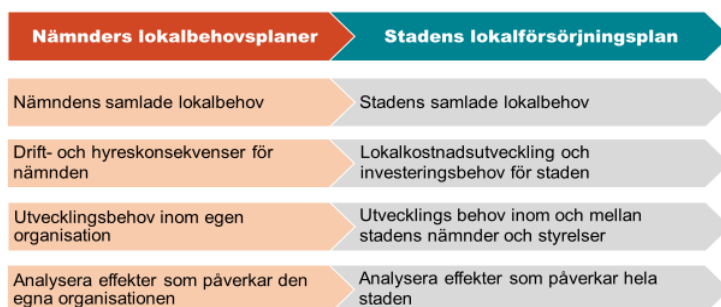 Nämnders lokalbehovsplaner
Stadens lokalförsörjningsplan
Nämndens samlade lokalbehov
Stadens samlade lokalbehov
Drift- och hyreskonsekvenser för
nämnden
Lokalkostnadsutveckling och
investeringsbehov för staden
Utvecklingsbehov inom egen
organisation
Utvecklings behov inom och mellan
stadens nämnder och styrelser
Analysera effekter som påverkar den
egna organisationen
Analysera effekter som påverkar hela
staden